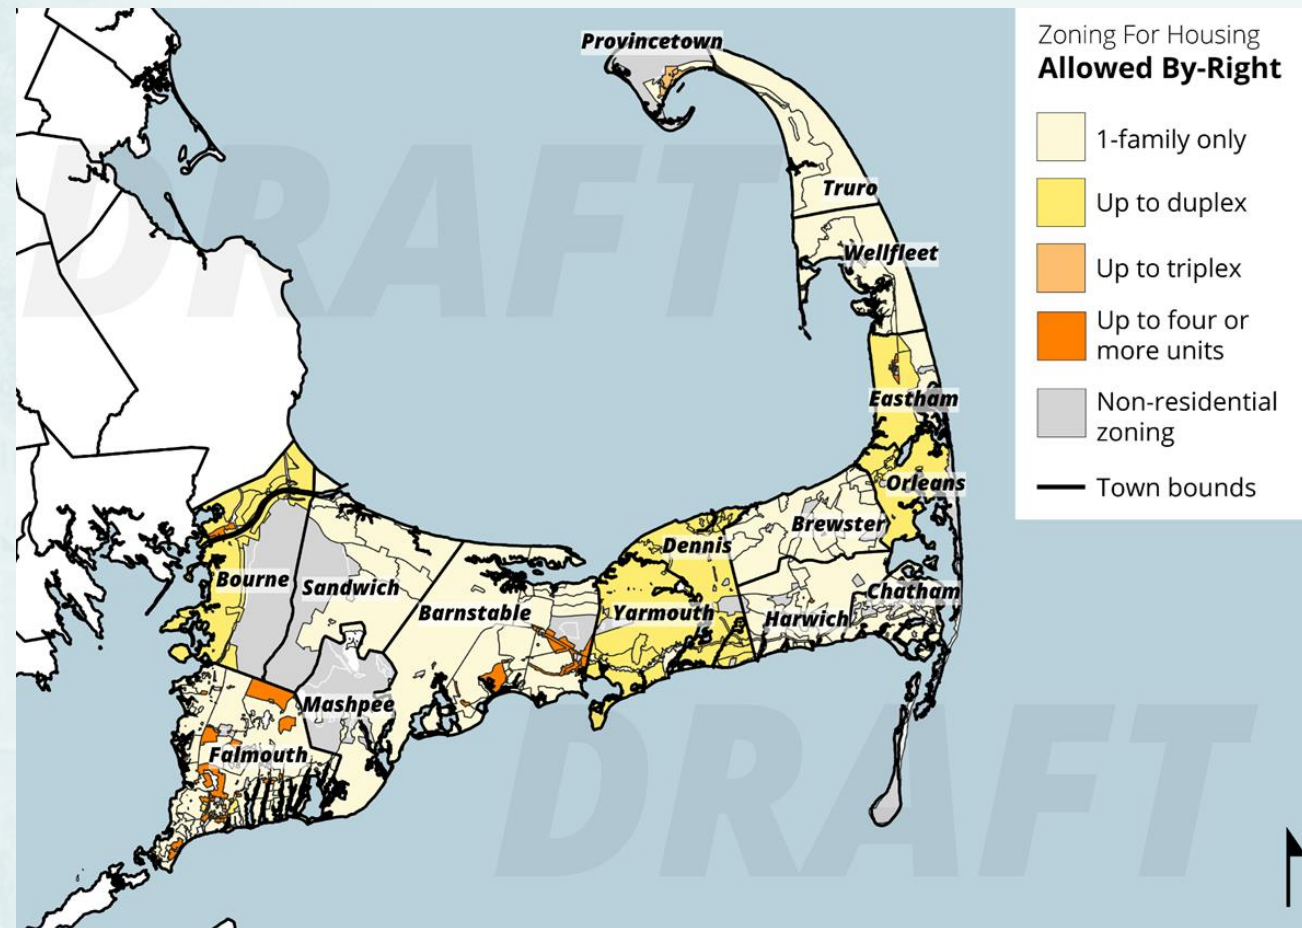 Zoning For Housing
Allowed By-Right
1-family only
Up to duplex
Up to triplex
Up to four or
more units
Non-residential
zoning
Town bounds
Provincetown
Truro
Wellfleet
Eastham
Orleans
Brewster
Dennis
Chatham
Harwich
Yarmouth
Barnstable
Sandwich
Bourne
Mashpee
Falmouth
DRAFT
DRAFT